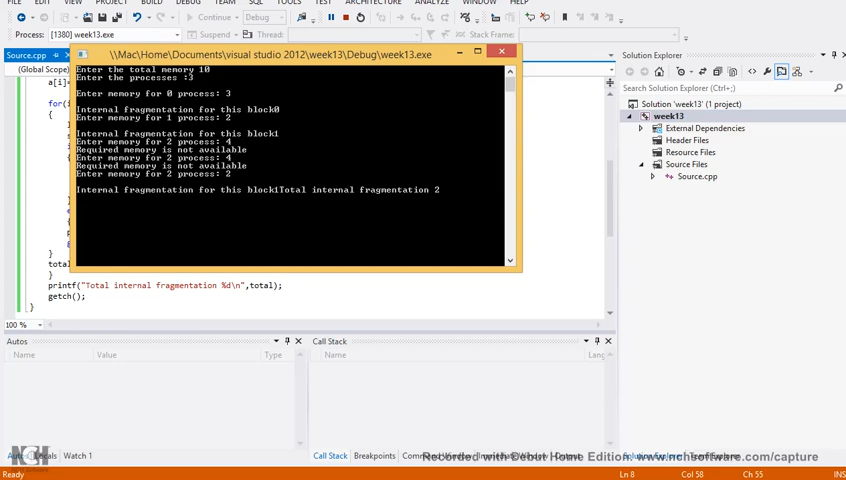 FILE EDIT VIEW PROJECT BUILD DEBUG TEAM SQL TOOLS TEST ARCHITECTURE ANALYZE WINDOW HELP
Continue Debug
Process: [1380] week13.exe Suspend Thread: Stack Frame:
Source.cpp
\\Mac\Home\Documents\visual studio 2012\week13\Debug\week13.exe
Solution Explorer
(Global Scope)
Enter the total memory 10
Enter the processes :3
Enter memory for 0 process: 3
Internal fragmentation for this block0
Enter memory for 1 process: 2
Internal fragmentation for this block1
Enter memory for 2 process: 4
Required memory is not available
Enter memory for 2 process: 4
Required memory is not available
Enter memory for 2 process: 2
Internal fragmentation for this block1Total internal fragmentation 2
a[i]=
for(i
{
}
total
}
printf("Total internal fragmentation %d\n",total);
getch();
}
100 %
Search Solution Explorer (Ctrl+;)
Solution 'week13' (1 project)
week13
External Dependencies
Header Files
Resource Files
Source Files
Source.cpp
Autos
Name Value Type
Call Stack
Name Lang
Autos Locals Watch 1
Call Stack Breakpoints
Recorded with Debut Home Edition: www.nchsoftware.com/capture
NCH
Ready Ln 8 Col 58 Ch 55 INS